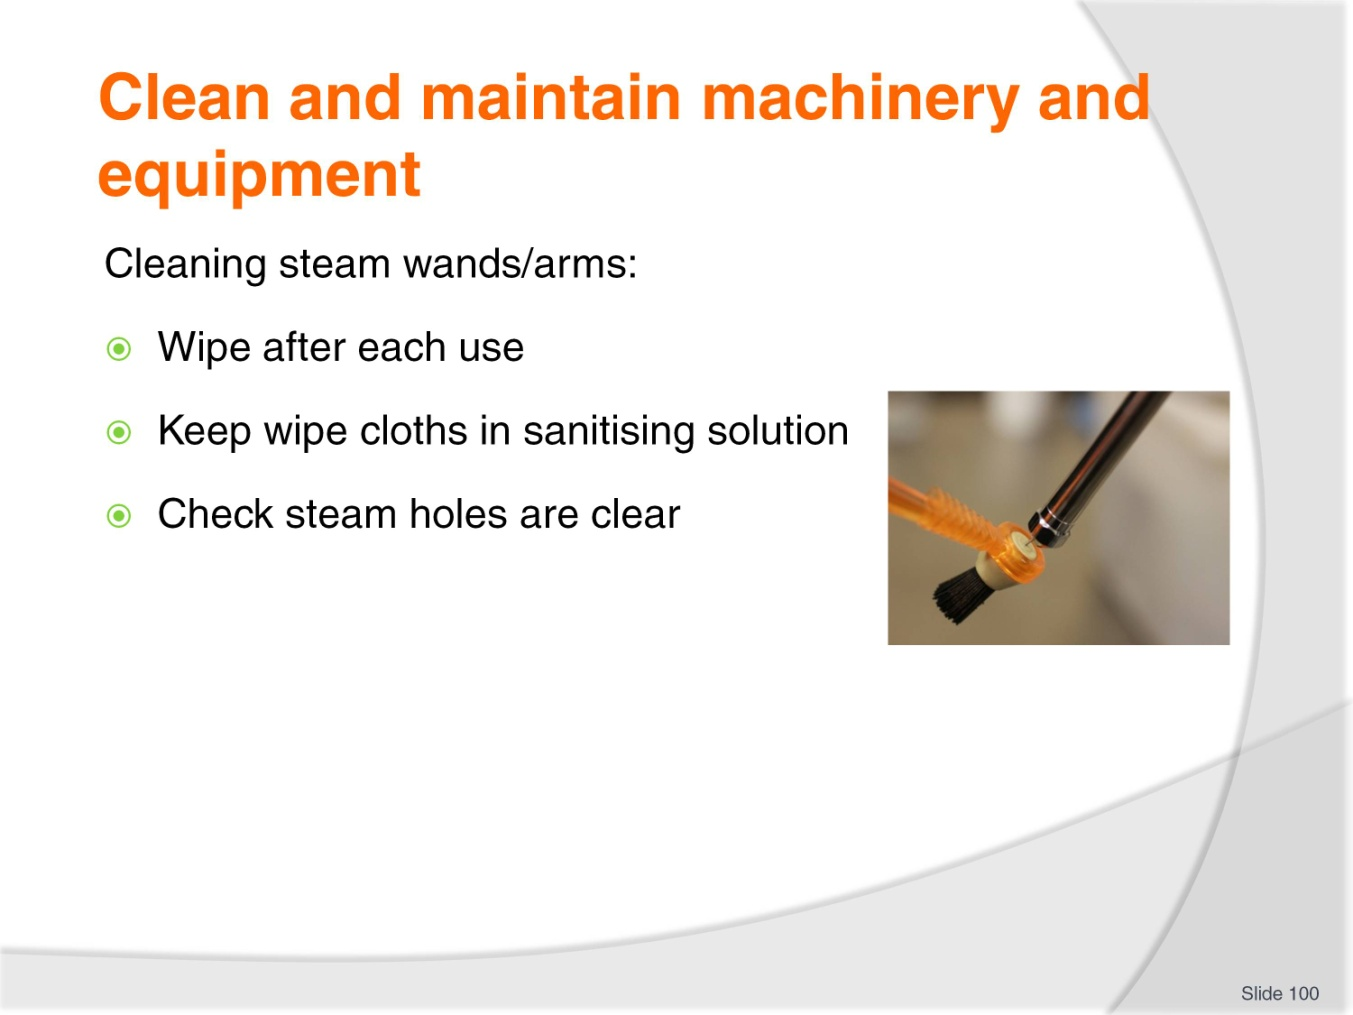 Clean and maintain machinery and
equipment
Cleaning steam wands/arms:
Wipe after each use
Keep wipe cloths in sanitising solution
Check steam holes are clear
Slide 100